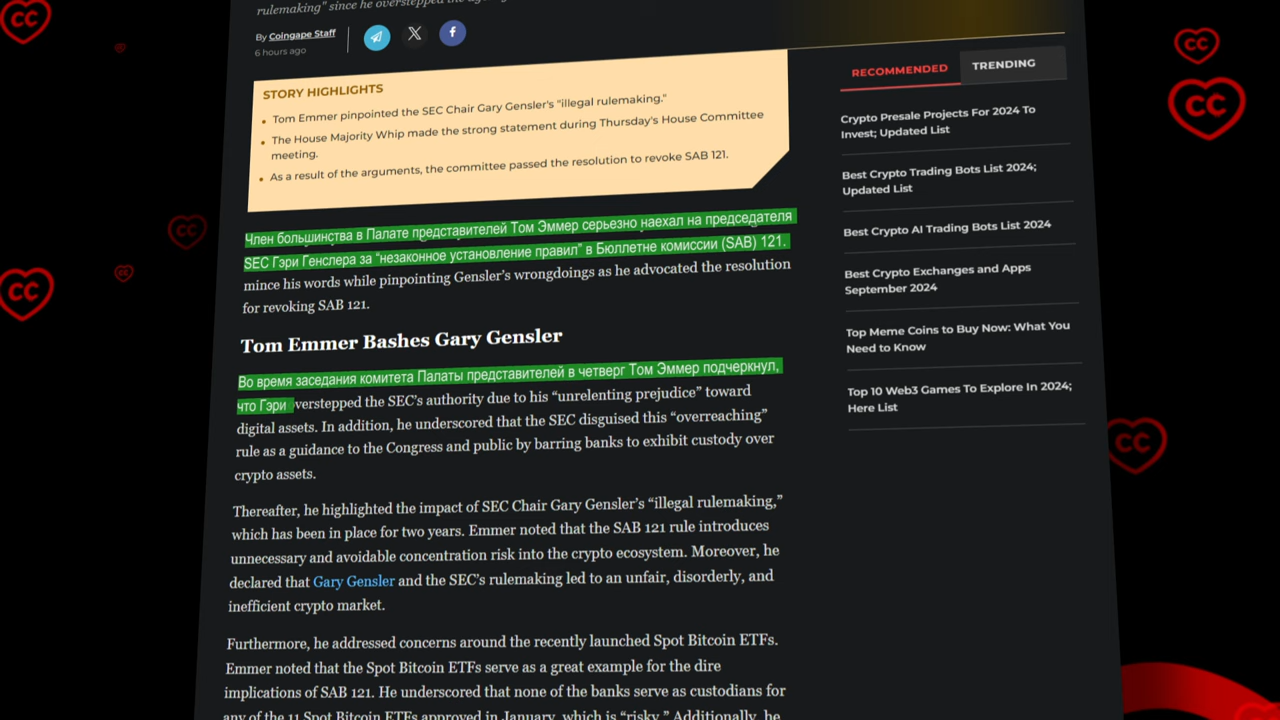 rulemaking" since he overstepped the
By Coingape Staff
6 hours ago
STORY HIGHLIGHTS
Tom Emmer pinpointed the SEC Chair Gary Gensler's "illegal rulemaking."
The House Majority Whip made the strong statement during Thursday's House Committee
meeting.
As a result of the arguments, the committee passed the resolution to revoke SAB 121.
Член большинства в Палате представителей Том Эммер серьезно наехал на председателя
SEC Гэри Генслера за "незаконное установление правил" в Бюллетне комиссии (SAB) 121.
mince his words while pinpointing Gensler's wrongdoings as he advocated the resolution
for revoking SAB 121.
Tom Emmer Bashes Gary Gensler
Во время заседания комитета Палаты представителей в четверг Том Эммер подчеркнул,
что Гэри verstepped the SEC's authority due to his “unrelenting prejudice” toward
digital assets. In addition, he underscored that the SEC disguised this “overreaching”
rule as a guidance to the Congress and public by barring banks to exhibit custody over
crypto assets.
Thereafter, he highlighted the impact of SEC Chair Gary Gensler's “illegal rulemaking,”
which has been in place for two years. Emmer noted that the SAB 121 rule introduces
unnecessary and avoidable concentration risk into the crypto ecosystem. Moreover, he
declared that Gary Gensler and the SEC's rulemaking led to an unfair, disorderly, and
inefficient crypto market.
Furthermore, he addressed concerns around the recently launched Spot Bitcoin ETFs.
Emmer noted that the Spot Bitcoin ETFs serve as a great example for the dire
implications of SAB 121. He underscored that none of the banks serve as custodians for
any of the 11 Spot Bitcoin ETFs approved in January, which is “risky.” Additionally, he
RECOMMENDED
TRENDING
Crypto Presale Projects For 2024 To
Invest; Updated List
Best Crypto Trading Bots List 2024;
Updated List
Best Crypto AI Trading Bots List 2024
Best Crypto Exchanges and Apps
September 2024
Top Meme Coins to Buy Now: What You
Need to Know
Top 10 Web3 Games To Explore In 2024;
Here List
CC
CC
CC
CC
CC
CC
CC